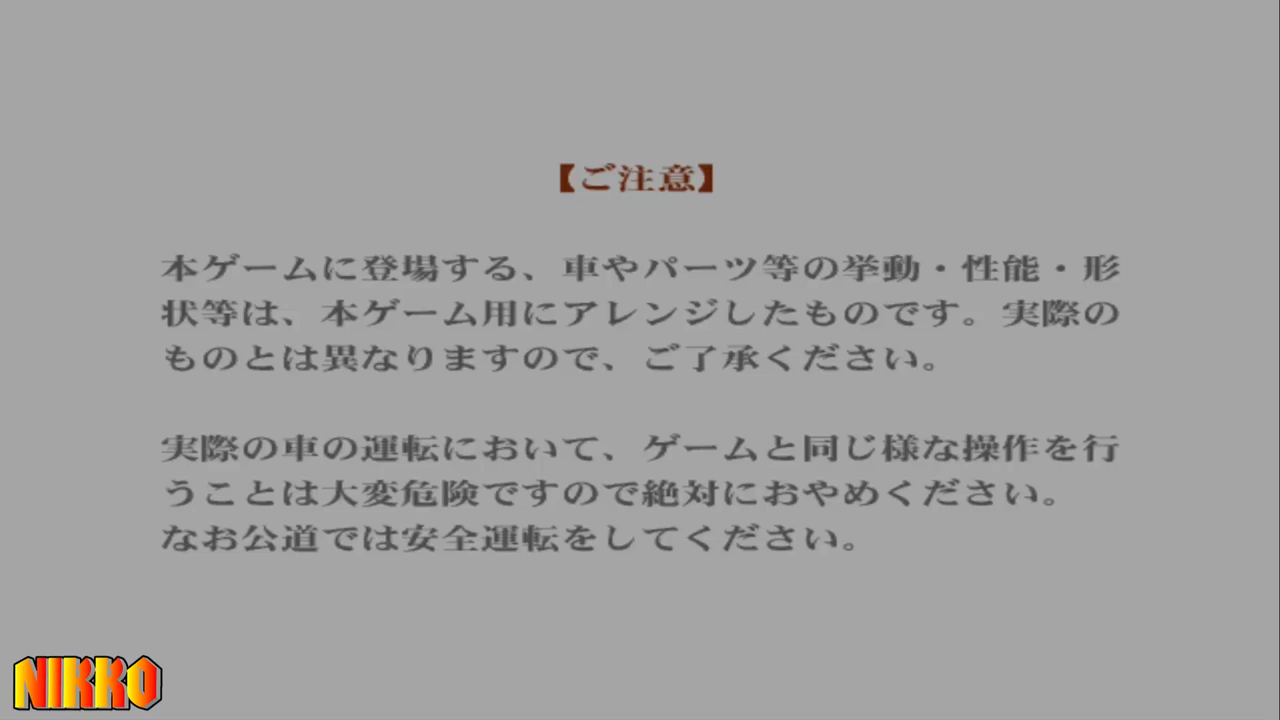 【ご注意】
本ゲームに登場する、車やパーツ等の挙動・性能・形
状等は、本ゲーム用にアレンジしたものです。実際の
ものとは異なりますので、ご了承ください。
実際の車の運転において、ゲームと同じ様な操作を行
うことは大変危険ですので絶対におやめください。
なお公道では安全運転をしてください。
NIKKO